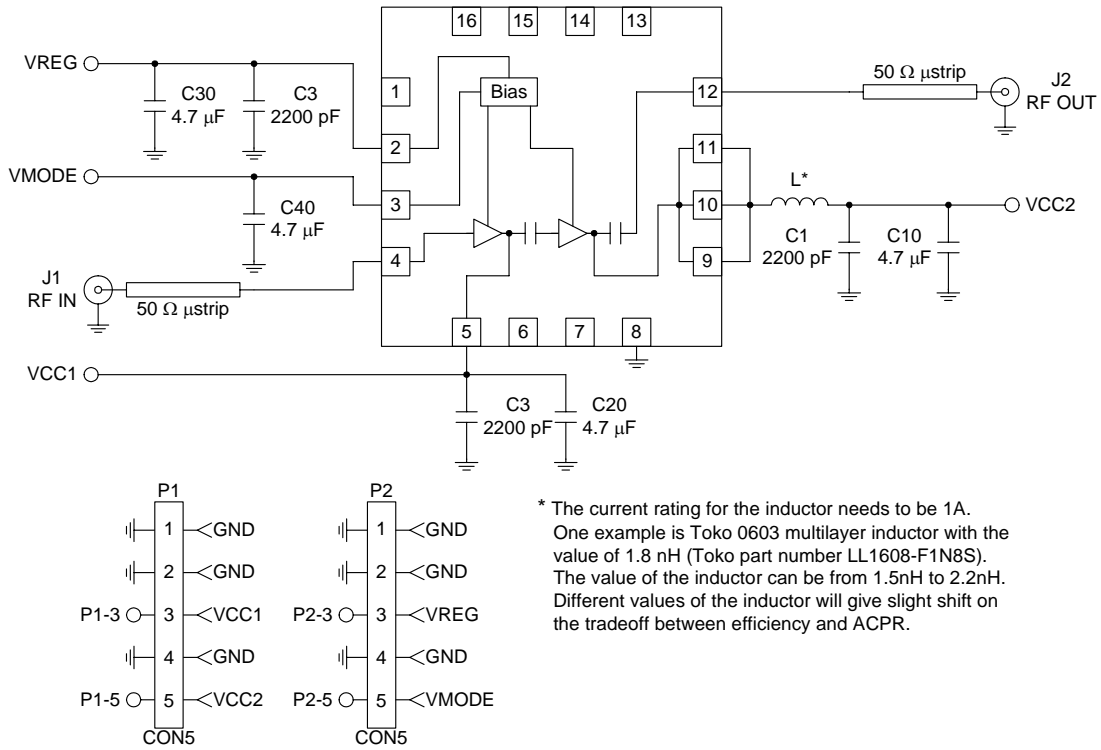 16 15 14 13
VREG
C30
4.7 μF
C3
2200 pF
1
Bias
12
50 Ω μstrip
J2
RF OUT
2
11
VMODE
C40
4.7 μF
3
10
L*
VCC2
C1
2200 pF
C10
4.7 μF
4
9
J1
RF IN
50 Ω μstrip
5 6 7 8
VCC1
C3
2200 pF
C20
4.7 μF
P1
1 GND
2 GND
P1-3 3 VCC1
4 GND
P1-5 5 VCC2
CON5
P2
1 GND
2 GND
P2-3 3 VREG
4 GND
P2-5 5 VMODE
CON5
* The current rating for the inductor needs to be 1A.
One example is Toko 0603 multilayer inductor with the
value of 1.8 nH (Toko part number LL1608-F1N8S).
The value of the inductor can be from 1.5nH to 2.2nH.
Different values of the inductor will give slight shift on
the tradeoff between efficiency and ACPR.